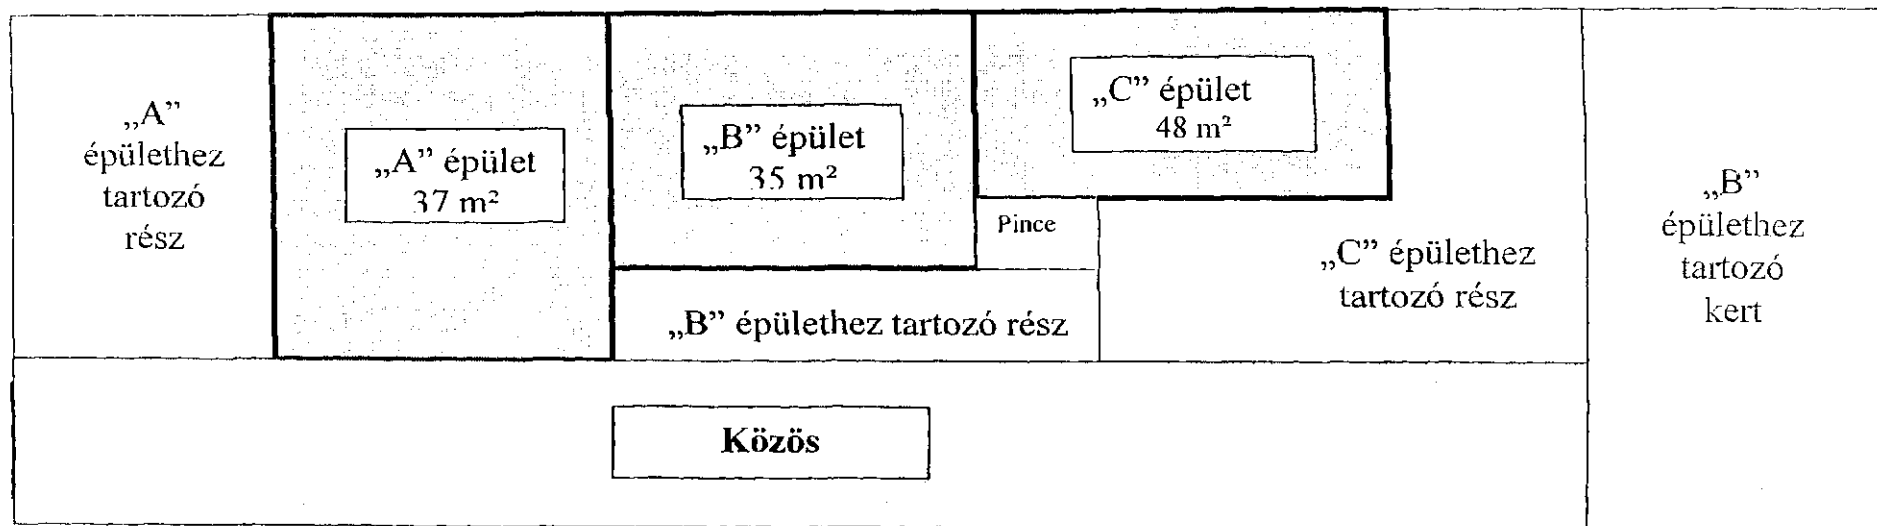 „A”
épülethez
tartozó
rész
„A” épület
37 m²
„B” épület
35 m²
„C” épület
48 m²
Pince
„B” épülethez tartozó rész
„C” épülethez
tartozó rész
„B”
épülethez
tartozó
kert
Közös